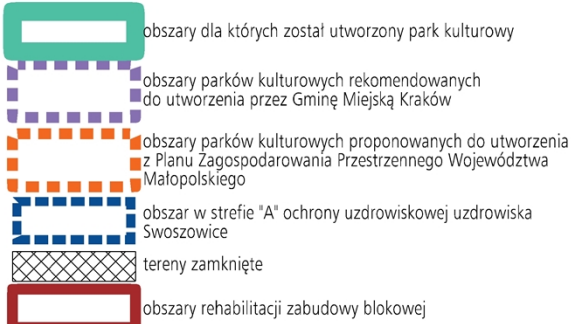 obszary dla których został utworzony park kulturowy
obszary parków kulturowych rekomendowanych
do utworzenia przez Gminę Miejską Kraków
obszary parków kulturowych proponowanych do utworzenia
z Planu Zagospodarowania Przestrzennego Województwa
Małopolskiego
obszar w strefie "A" ochrony uzdrowiskowej uzdrowiska
Swoszowice
tereny zamknięte
obszary rehabilitacji zabudowy blokowej